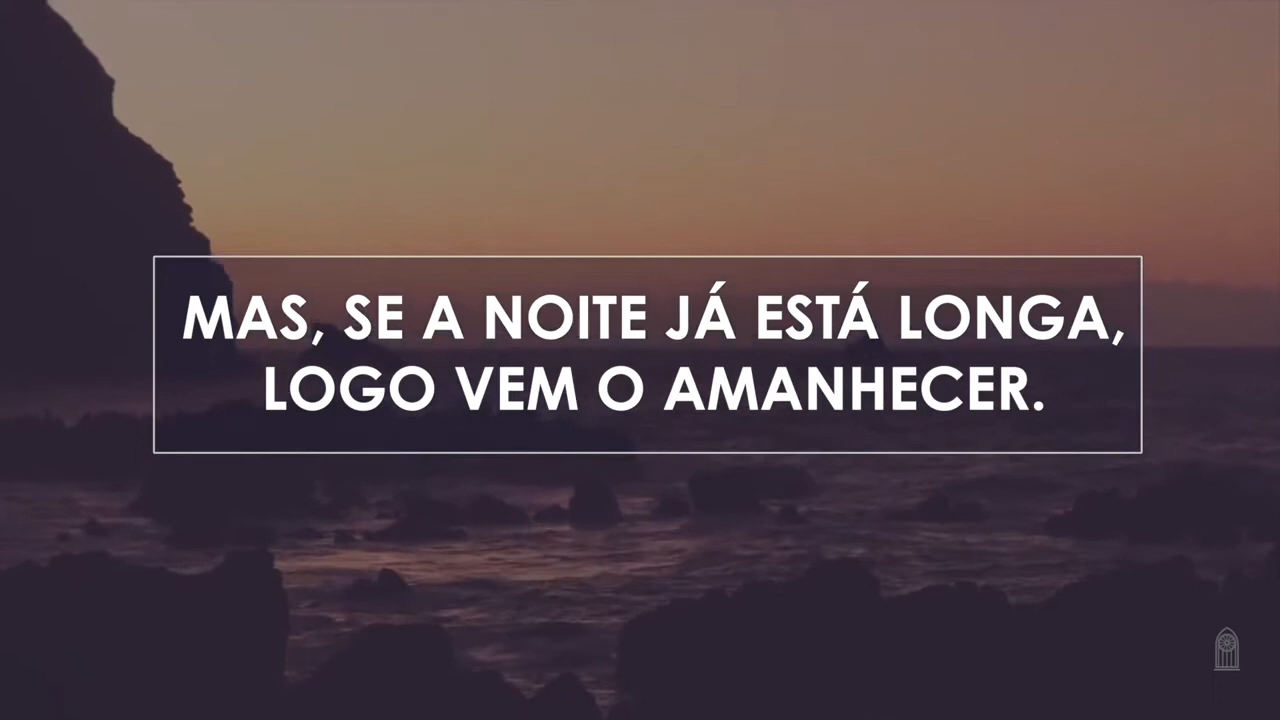 MAS, SE A NOITE JÁ ESTÁ LONGA,
LOGO VEM O AMANHECER.